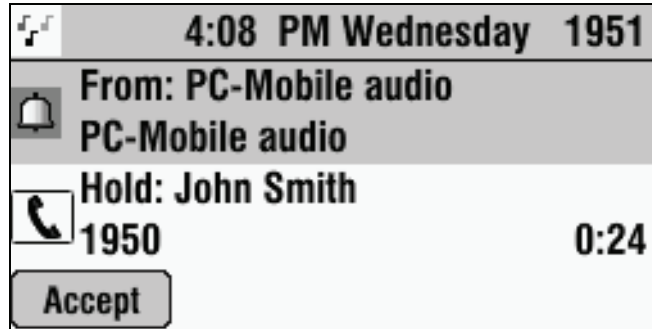 4:08 PM Wednesday 1951
From: PC-Mobile audio
PC-Mobile audio
Hold: John Smith
1950 0:24
Accept